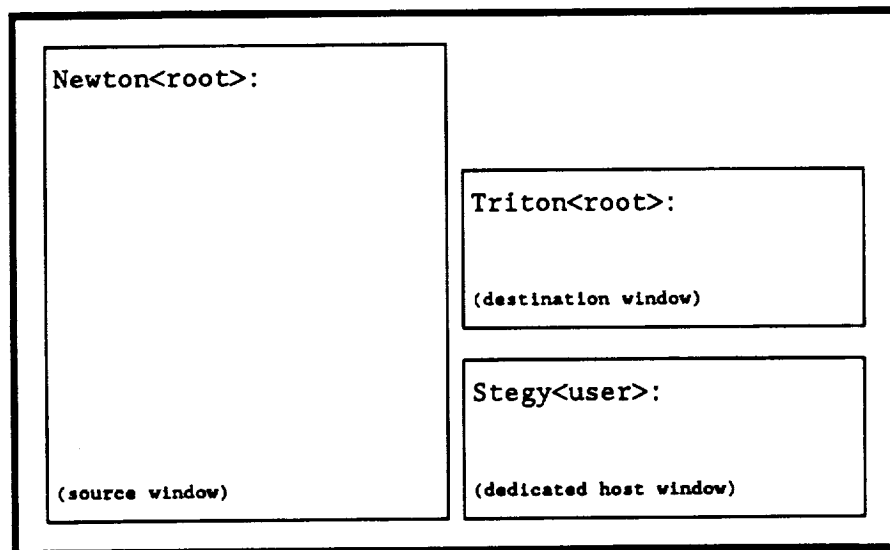 Newton<root>:
(source window)
Triton<root>:
(destination window)
Stegy<user>:
(dedicated host window)